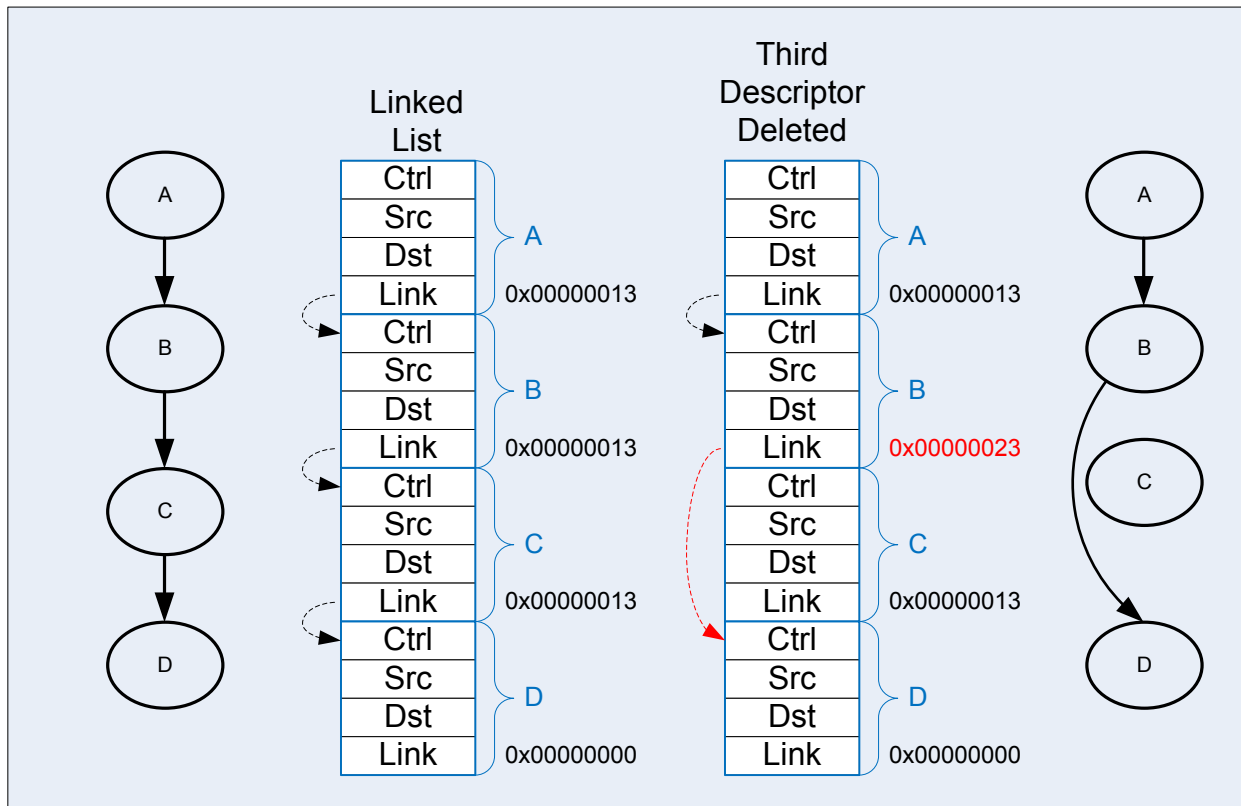 Linked
List
Third
Descriptor
Deleted
A
B
C
D
Ctrl
Src
Dst
Link
A
0x00000013
Ctrl
Src
Dst
Link
B
0x00000013
Ctrl
Src
Dst
Link
C
0x00000013
Ctrl
Src
Dst
Link
D
0x00000000
Ctrl
Src
Dst
Link
A
0x00000013
Ctrl
Src
Dst
Link
B
0x00000023
Ctrl
Src
Dst
Link
C
0x00000013
Ctrl
Src
Dst
Link
D
0x00000000
A
B
C
D